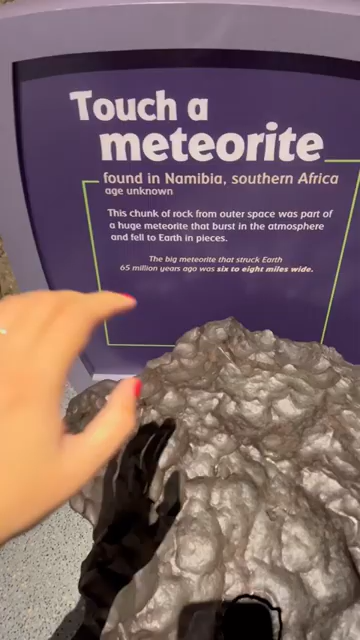 Touch a
meteorite
found in Namibia, southern Africa
age unknown
This chunk of rock from outer space was part of
a huge meteorite that burst in the atmosphere
and fell to Earth in pieces.
The big meteorite that struck Earth
65 million years ago was six to eight miles wide.